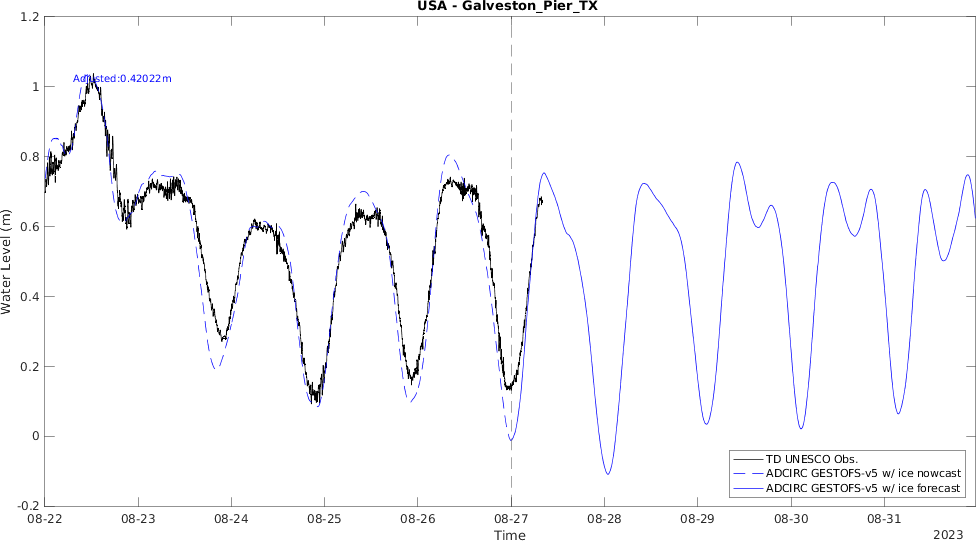 USA - Galveston_Pier_TX
1.2
1
0.8
0.6
0.4
0.2
0
-0.2
Water Level (m)
Adjusted:0.42022m
TD UNESCO Obs.
ADCIRC GESTOFS-v5 w/ ice nowcast
ADCIRC GESTOFS-v5 w/ ice forecast
08-22 08-23 08-24 08-25 08-26 08-27 08-28 08-29 08-30 08-31
Time
2023